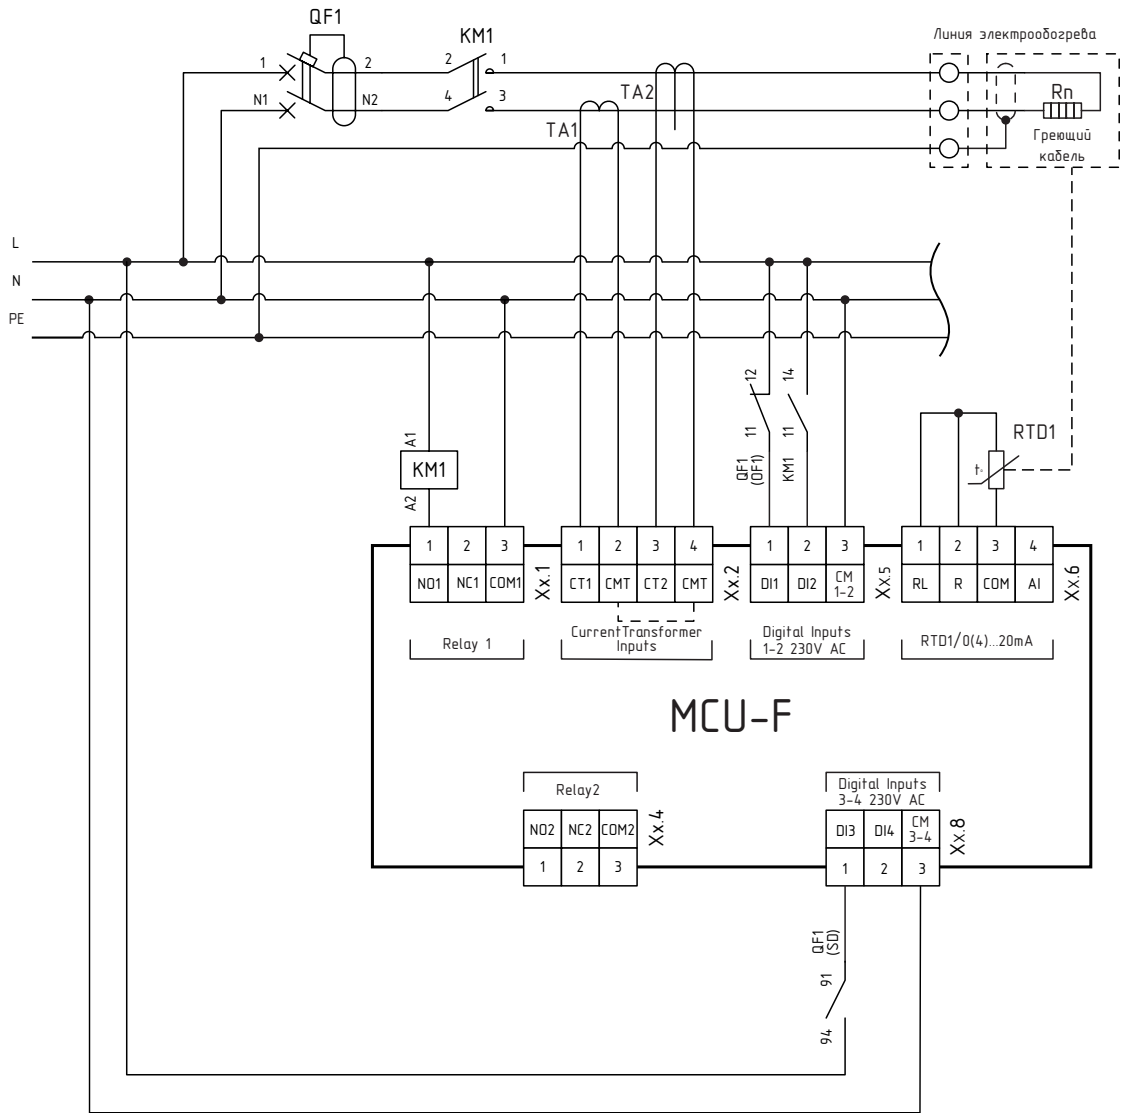 QF1
KM1
Линия электрообогрева
1
2
2
1
N1
N2
4
3
TA2
TA1
Rn
Греющий
кабель
L
N
PE
12
14
11
11
QF1
(OF1)
KM1
A1
KM1
A2
RTD1
t°
1
2
3
NO1
NC1
COM1
Xx.1
Relay 1
1
2
3
4
CT1
CMT
CT2
CMT
Xx.2
CurrentTransformer
Inputs
1
2
3
DI1
DI2
CM
1-2
Xx.5
Digital Inputs
1-2 230V AC
1
2
3
4
RL
R
COM
AI
Xx.6
RTD1/0(4)...20mA
MCU-F
Relay2
NO2
NC2
COM2
1
2
3
Xx.4
Digital Inputs
3-4 230V AC
DI3
DI4
CM
3-4
1
2
3
Xx.8
QF1
(SD)
91
94